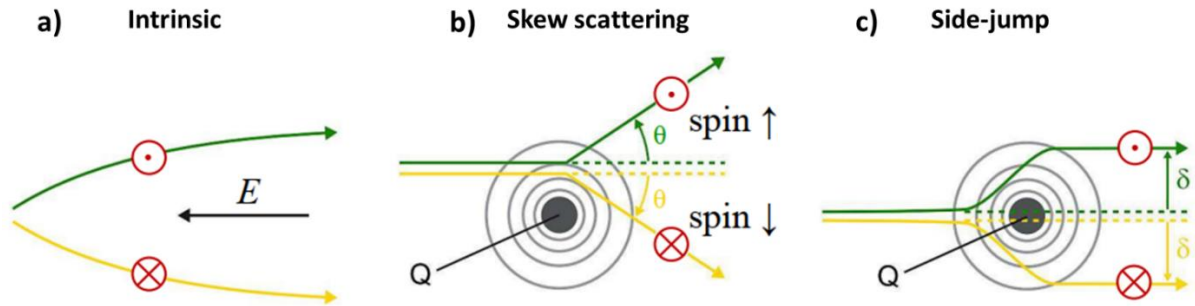 a) Intrinsic
b) Skew scattering
c) Side-jump
E
θ
spin ↑
θ
spin ↓
Q
δ
δ
Q